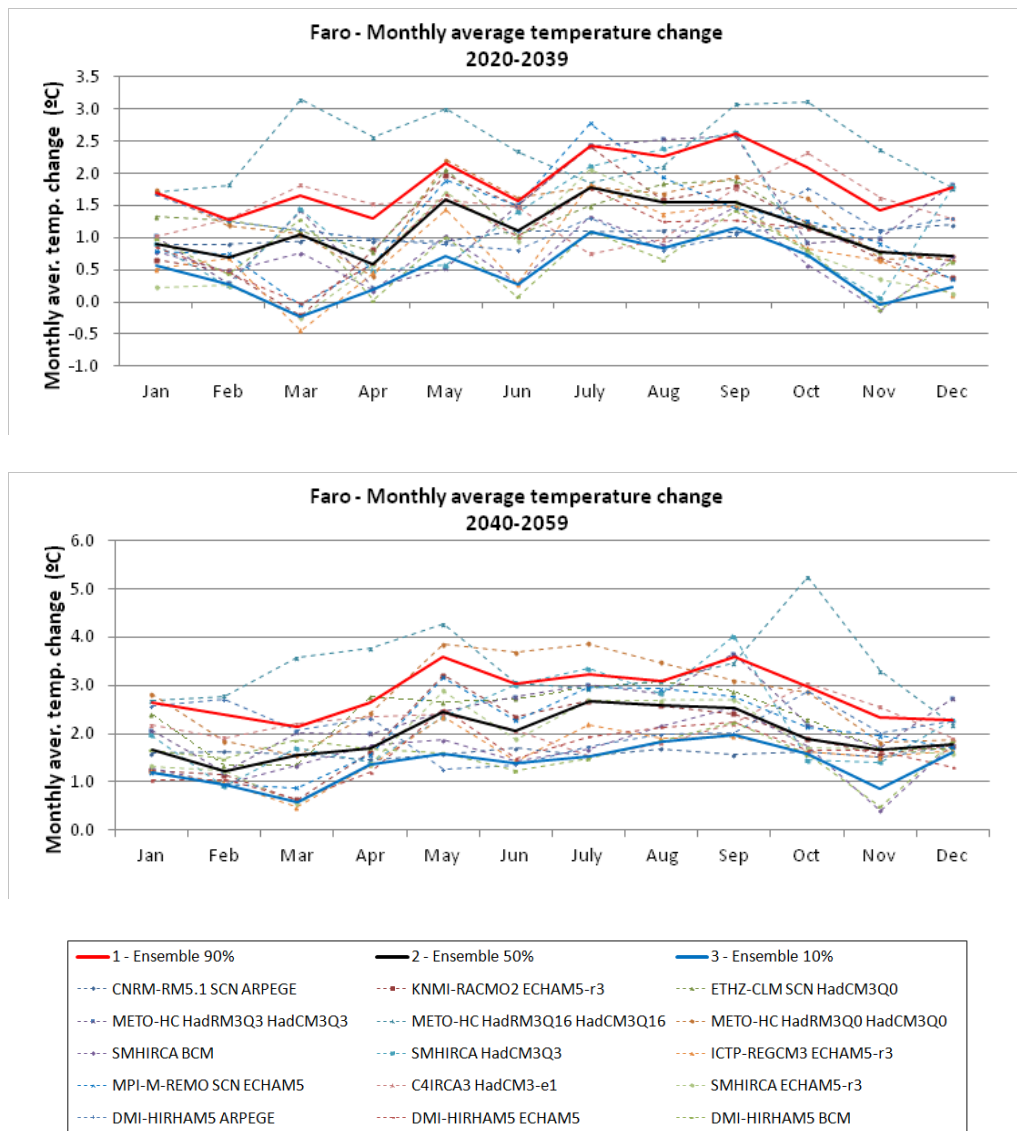 Faro - Monthly average temperature change
2020-2039
Monthly aver. temp. change (ºC)
3.5
3.0
2.5
2.0
1.5
1.0
0.5
0.0
-0.5
-1.0
Jan Feb Mar Apr May Jun July Aug Sep Oct Nov Dec
Faro - Monthly average temperature change
2040-2059
Monthly aver. temp. change (ºC)
6.0
5.0
4.0
3.0
2.0
1.0
0.0
Jan Feb Mar Apr May Jun July Aug Sep Oct Nov Dec
1 - Ensemble 90% 2 - Ensemble 50% 3 - Ensemble 10%
CNRM-RM5.1 SCN ARPEGE KNMI-RACMO2 ECHAM5-r3 ETHZ-CLM SCN HadCM3Q0
METO-HC HadRM3Q3 HadCM3Q3 METO-HC HadRM3Q16 HadCM3Q16 METO-HC HadRM3Q0 HadCM3Q0
SMHIRCA BCM SMHIRCA HadCM3Q3 ICTP-REGCM3 ECHAM5-r3
MPI-M-REMO SCN ECHAM5 C4IRCA3 HadCM3-e1 SMHIRCA ECHAM5-r3
DMI-HIRHAM5 ARPEGE DMI-HIRHAM5 ECHAM5 DMI-HIRHAM5 BCM